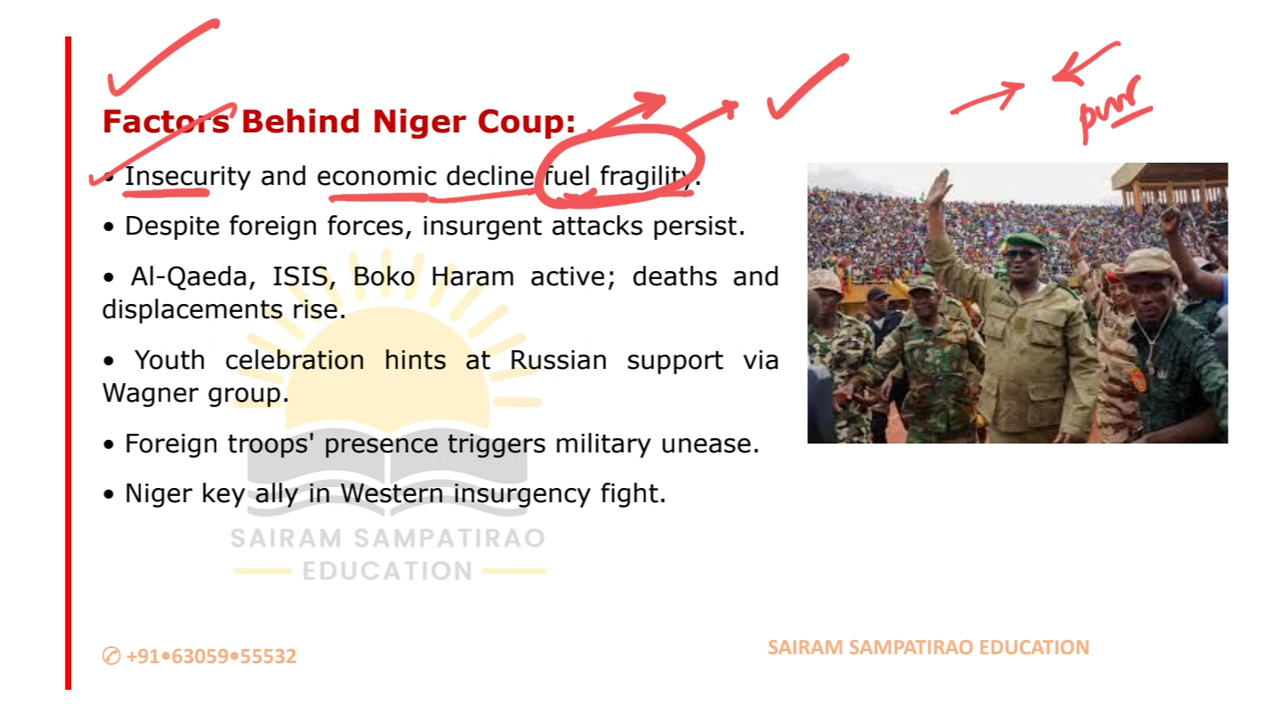 Factors Behind Niger Coup:
• Insecurity and economic decline fuel fragility.
• Despite foreign forces, insurgent attacks persist.
• Al-Qaeda, ISIS, Boko Haram active; deaths and
displacements rise.
• Youth celebration hints at Russian support via
Wagner group.
• Foreign troops' presence triggers military unease.
• Niger key ally in Western insurgency fight.
SAIRAM SAMPATIRAO
EDUCATION
✆ +91•63059•55532
SAIRAM SAMPATIRAO EDUCATION